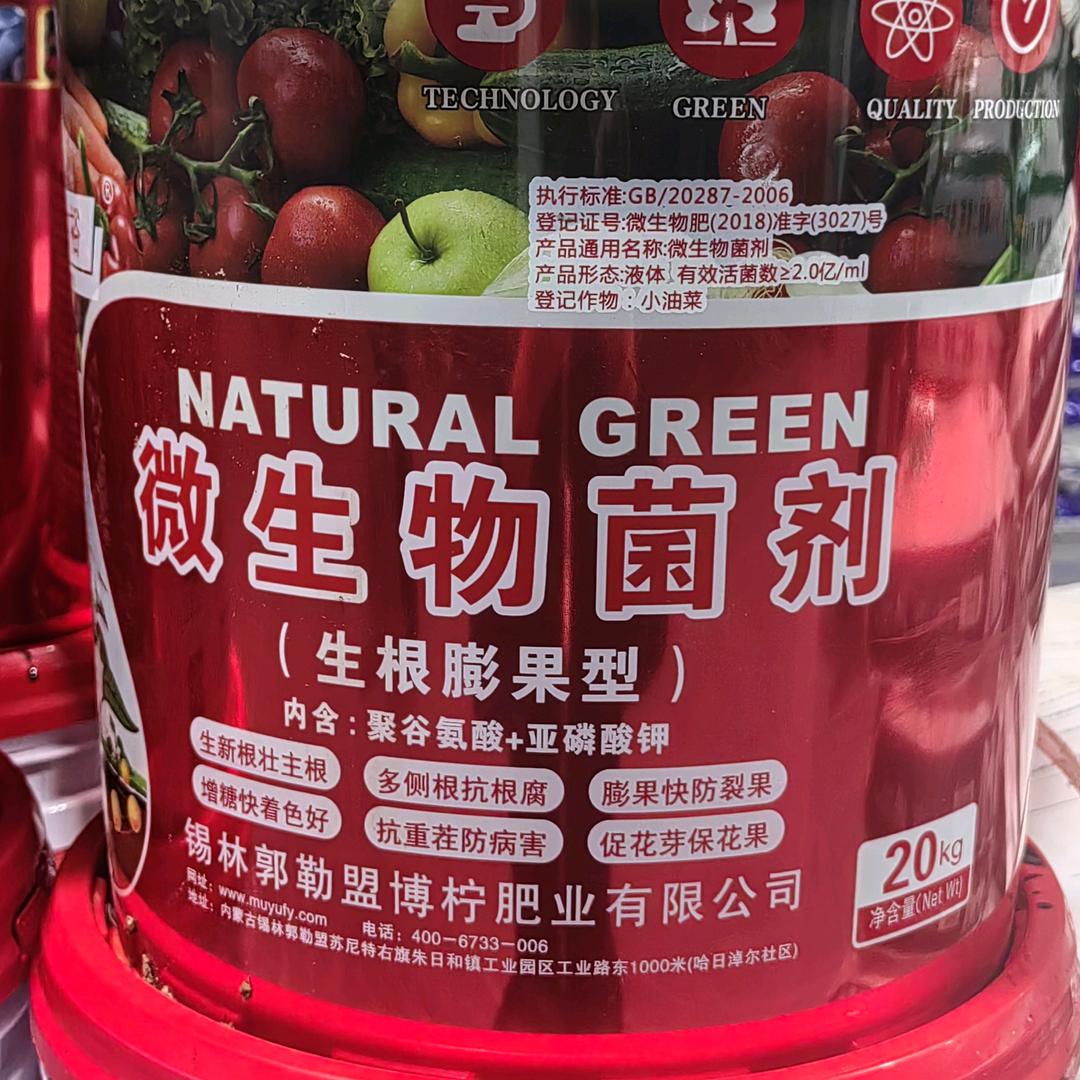 TECHNOLOGY
GREEN
QUALITY
PRODUCTION
执行标准:GB/20287-2006
登记证号:微生物肥(2018)准字(3027)号
产品通用名称:微生物菌剂
产品形态:液体 有效活菌数≥2.0亿/ml
登记作物:小油菜
NATURAL GREEN
微生物菌剂
(生根膨果型)
内含:聚谷氨酸+亚磷酸钾
生新根壮主根 多侧根抗根腐 膨果快防裂果
增糖快着色好 抗重茬防病害 促花芽保花果
锡林郭勒盟博柠肥业有限公司
网址:www.muyufy.com 电话:400-6733-006
地址:内蒙古锡林郭勒盟苏尼特右旗朱日和镇工业园区工业路东1000米(哈日淖尔社区)
20kg
净含量(Net Wt)